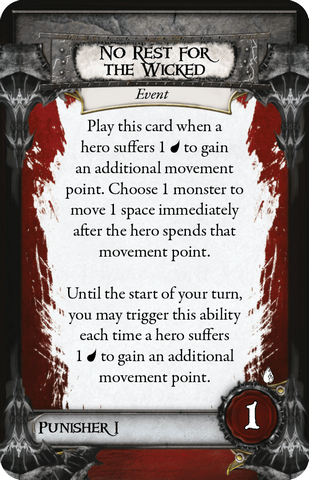 No Rest for
the Wicked
Event
Play this card when a
hero suffers 1 to gain
an additional movement
point. Choose 1 monster to
move 1 space immediately
after the hero spends that
movement point.
Until the start of your turn,
you may trigger this ability
each time a hero suffers
1 to gain an additional
movement point.
1
Punisher I